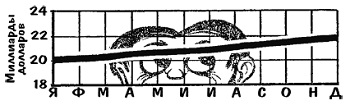 Миллиарды
долларов
24
22
20
18
Я Ф М А М И И А С О Н Д